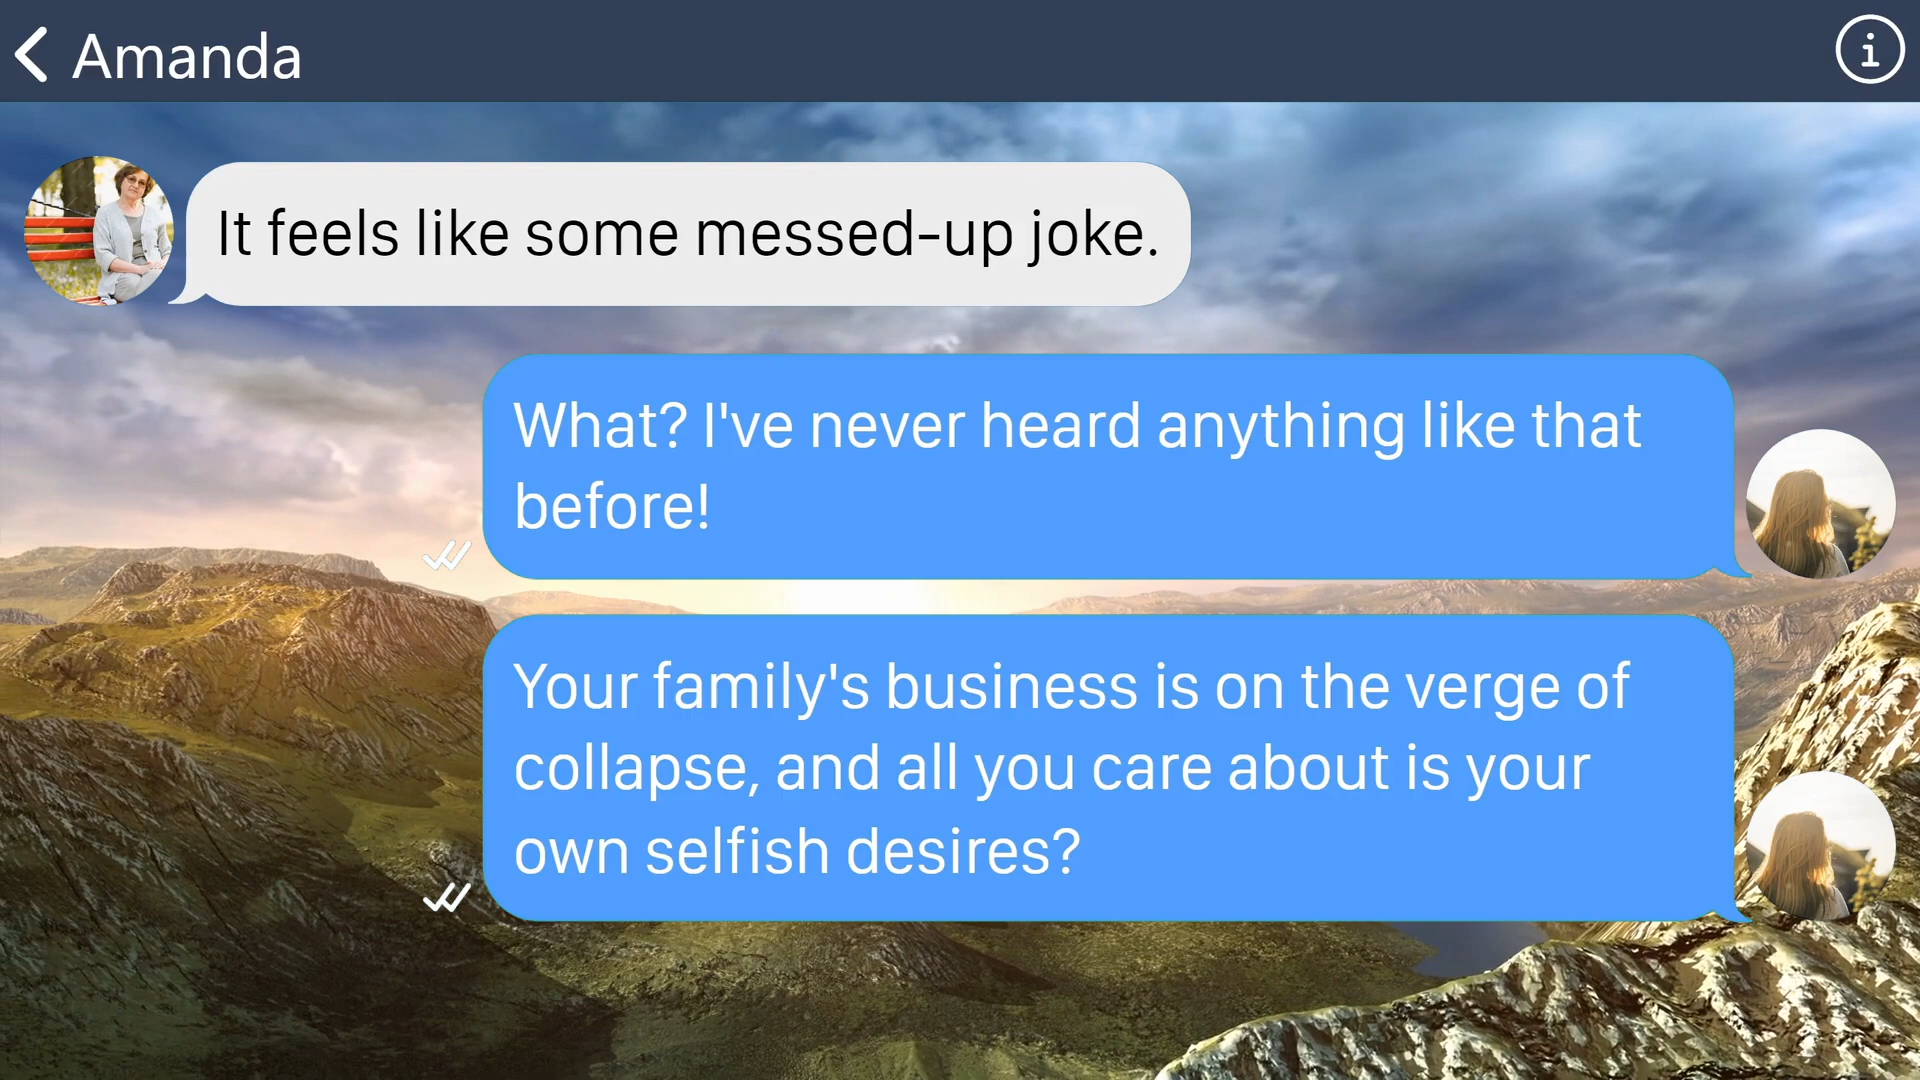 Amanda
It feels like some messed-up joke.
What? I've never heard anything like that
before!
Your family's business is on the verge of
collapse, and all you care about is your
own selfish desires?